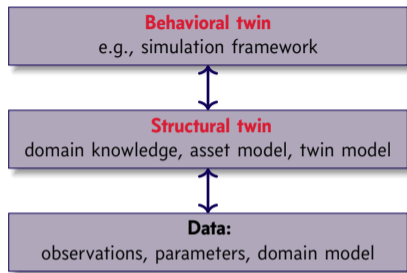 Behavioral twin
e.g., simulation framework
Structural twin
domain knowledge, asset model, twin model
Data:
observations, parameters, domain model